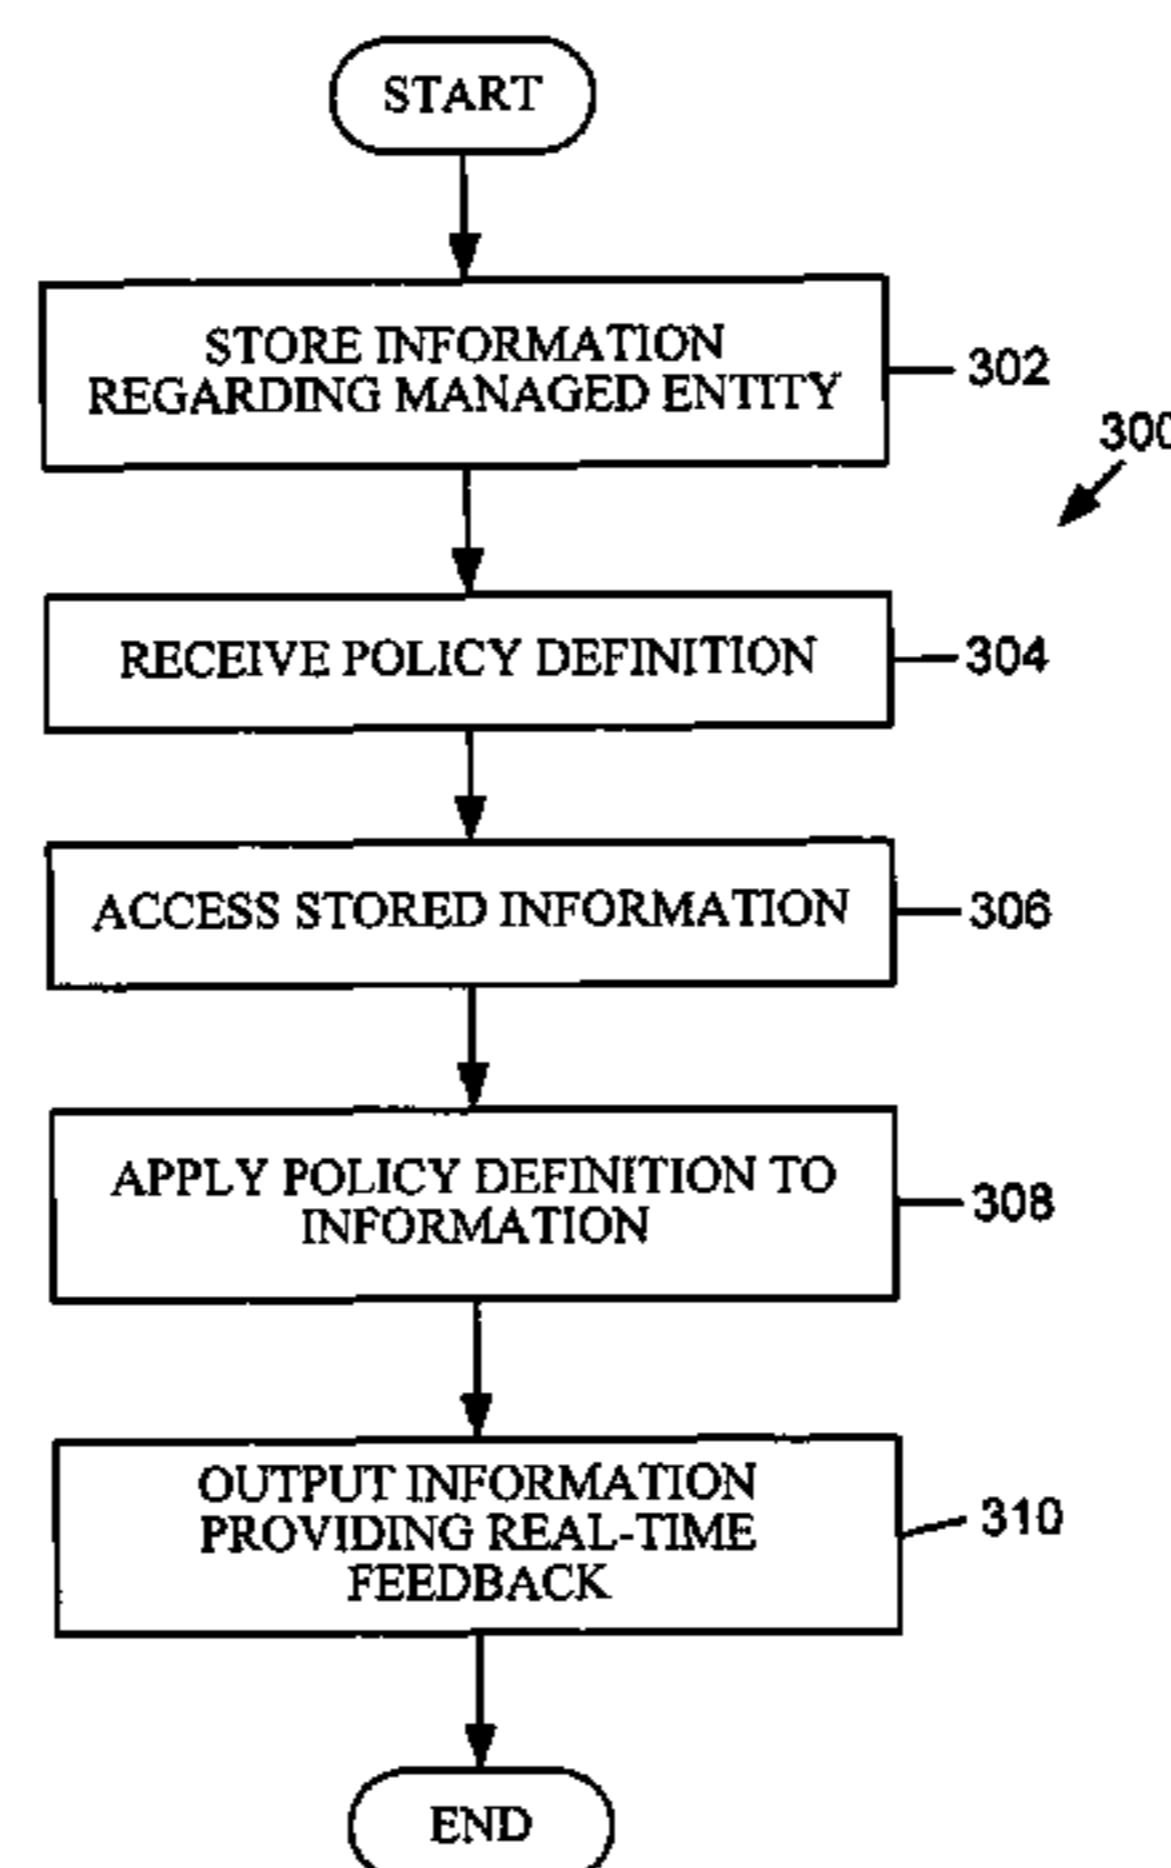 START
STORE INFORMATION
REGARDING MANAGED ENTITY
302
300
RECEIVE POLICY DEFINITION
304
ACCESS STORED INFORMATION
306
APPLY POLICY DEFINITION TO
INFORMATION
308
OUTPUT INFORMATION
PROVIDING REAL-TIME
FEEDBACK
310
END